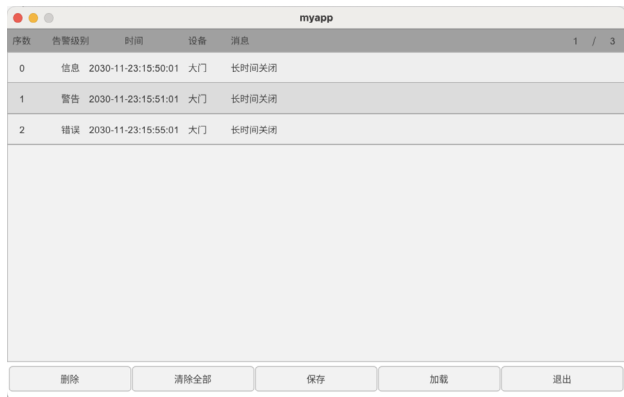 myapp
序数 告警级别 时间 设备 消息 1 / 3
0 信息 2030-11-23:15:50:01 大门 长时间关闭
1 警告 2030-11-23:15:51:01 大门 长时间关闭
2 错误 2030-11-23:15:55:01 大门 长时间关闭
删除 清除全部 保存 加载 退出